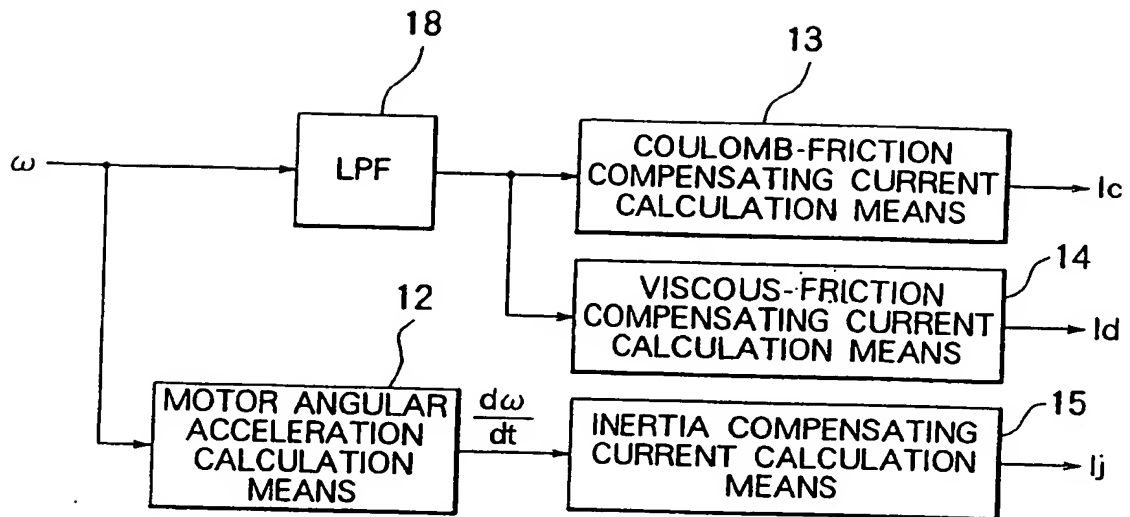 18
13
ω
LPF
COULOMB-FRICTION
COMPENSATING CURRENT
CALCULATION MEANS
Ic
14
VISCOUS-FRICTION
COMPENSATING CURRENT
CALCULATION MEANS
Id
12
MOTOR ANGULAR
ACCELERATION
CALCULATION
MEANS
dω
dt
15
INERTIA COMPENSATING
CURRENT CALCULATION
MEANS
Ij